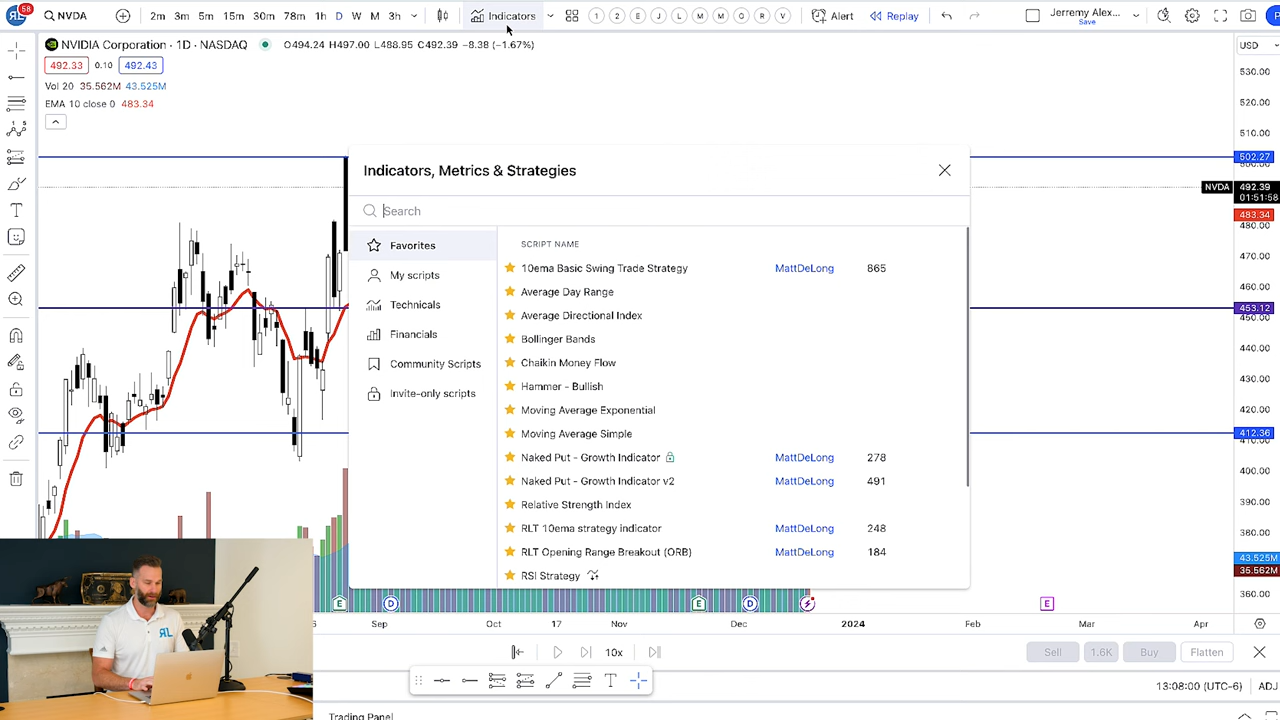 58
NVDA
2m 3m 5m 15m 30m 78m 1h D W M 3h
Indicators
1 2 E J L M M O R V
Alert
Replay
Jerremy Alex...
Save
NVIDIA Corporation · 1D · NASDAQ
O494.24 H497.00 L488.95 C492.39 −8.38 (−1.67%)
USD
492.33 0.10 492.43
Vol 20 35.562M 43.525M
EMA 10 close 0 483.34
530.00
520.00
510.00
502.27
NVDA 492.39
01:51:58
483.34
480.00
470.00
460.00
453.12
440.00
430.00
420.00
412.36
400.00
390.00
380.00
43.525M
35.562M
360.00
Indicators, Metrics & Strategies
Search
Favorites
My scripts
Technicals
Financials
Community Scripts
Invite-only scripts
SCRIPT NAME
10ema Basic Swing Trade Strategy MattDeLong 865
Average Day Range
Average Directional Index
Bollinger Bands
Chaikin Money Flow
Hammer - Bullish
Moving Average Exponential
Moving Average Simple
Naked Put - Growth Indicator MattDeLong 278
Naked Put - Growth Indicator v2 MattDeLong 491
Relative Strength Index
RLT 10ema strategy indicator MattDeLong 248
RLT Opening Range Breakout (ORB) MattDeLong 184
RSI Strategy
E D E D E
Sep Oct Nov Dec 2024 Feb Mar Apr
10x
Sell 1.6K Buy Flatten
13:08:00 (UTC-6) ADJ
Trading Panel
RL